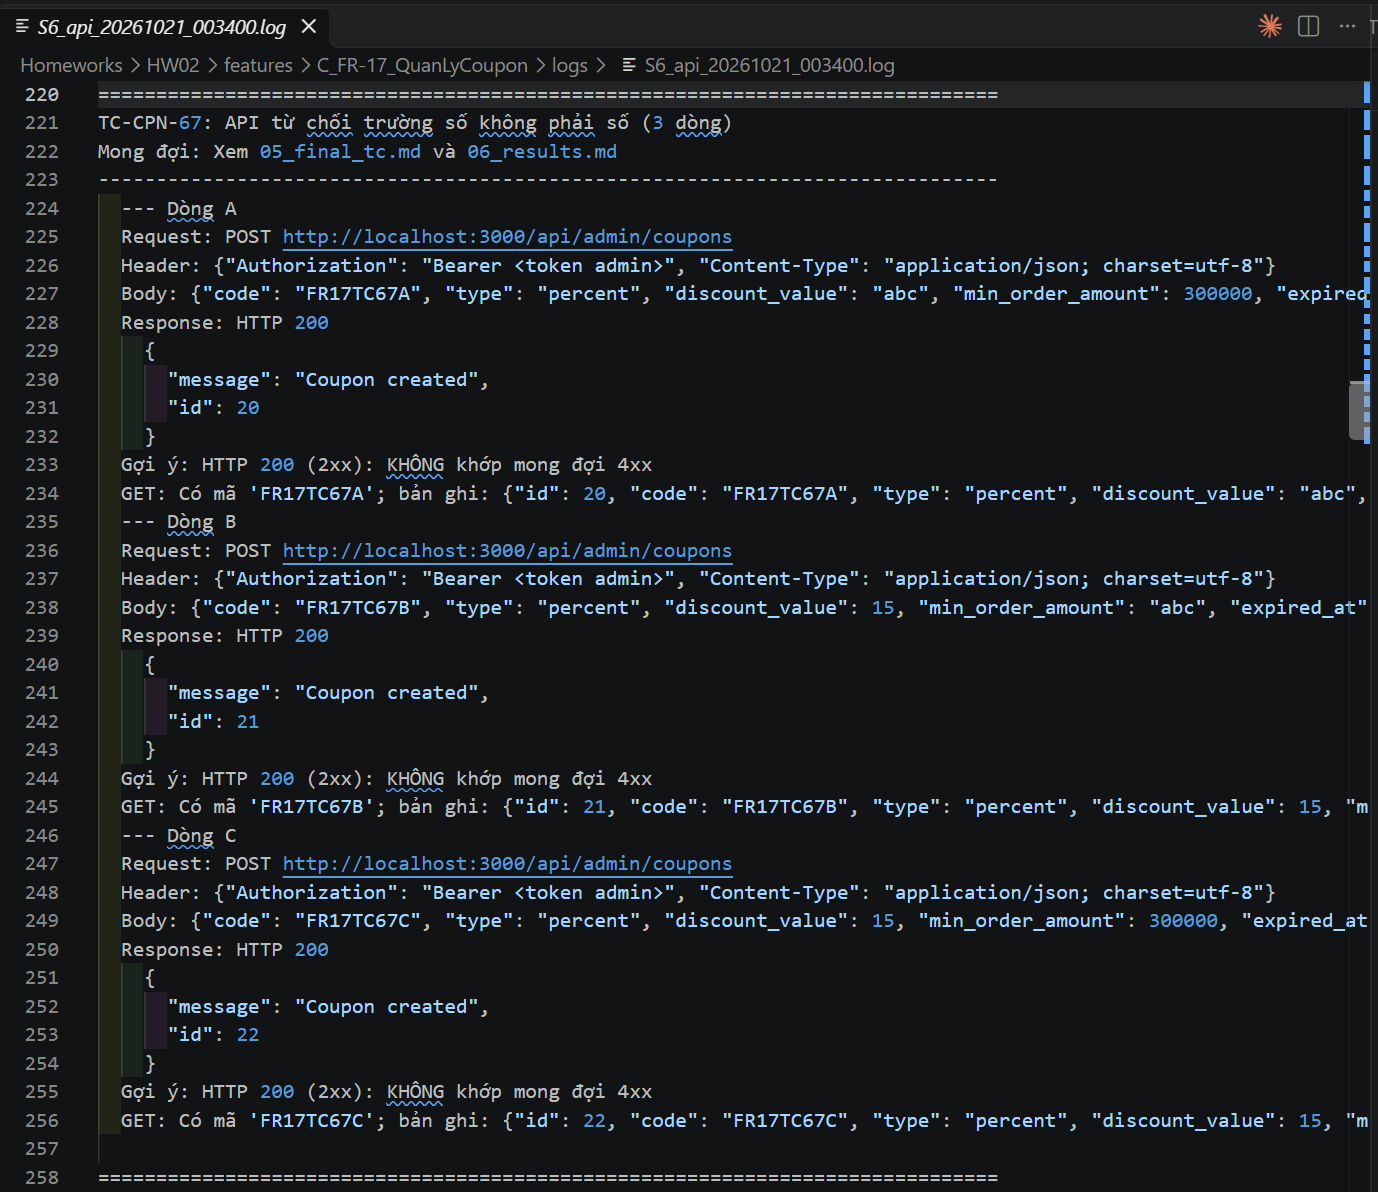 S6_api_20261021_003400.log
Homeworks > HW02 > features > C_FR-17_QuanLyCoupon > logs > S6_api_20261021_003400.log
220 ==============================================================================
221 TC-CPN-67: API từ chối trường số không phải số (3 dòng)
222 Mong đợi: Xem 05_final_tc.md và 06_results.md
223 ------------------------------------------------------------------------------
224 --- Dòng A
225 Request: POST http://localhost:3000/api/admin/coupons
226 Header: {"Authorization": "Bearer <token admin>", "Content-Type": "application/json; charset=utf-8"}
227 Body: {"code": "FR17TC67A", "type": "percent", "discount_value": "abc", "min_order_amount": 300000, "expired
228 Response: HTTP 200
229 {
230 "message": "Coupon created",
231 "id": 20
232 }
233 Gợi ý: HTTP 200 (2xx): KHÔNG khớp mong đợi 4xx
234 GET: Có mã 'FR17TC67A'; bản ghi: {"id": 20, "code": "FR17TC67A", "type": "percent", "discount_value": "abc",
235 --- Dòng B
236 Request: POST http://localhost:3000/api/admin/coupons
237 Header: {"Authorization": "Bearer <token admin>", "Content-Type": "application/json; charset=utf-8"}
238 Body: {"code": "FR17TC67B", "type": "percent", "discount_value": 15, "min_order_amount": "abc", "expired_at"
239 Response: HTTP 200
240 {
241 "message": "Coupon created",
242 "id": 21
243 }
244 Gợi ý: HTTP 200 (2xx): KHÔNG khớp mong đợi 4xx
245 GET: Có mã 'FR17TC67B'; bản ghi: {"id": 21, "code": "FR17TC67B", "type": "percent", "discount_value": 15, "m
246 --- Dòng C
247 Request: POST http://localhost:3000/api/admin/coupons
248 Header: {"Authorization": "Bearer <token admin>", "Content-Type": "application/json; charset=utf-8"}
249 Body: {"code": "FR17TC67C", "type": "percent", "discount_value": 15, "min_order_amount": 300000, "expired_at
250 Response: HTTP 200
251 {
252 "message": "Coupon created",
253 "id": 22
254 }
255 Gợi ý: HTTP 200 (2xx): KHÔNG khớp mong đợi 4xx
256 GET: Có mã 'FR17TC67C'; bản ghi: {"id": 22, "code": "FR17TC67C", "type": "percent", "discount_value": 15, "m
257
258 ==============================================================================